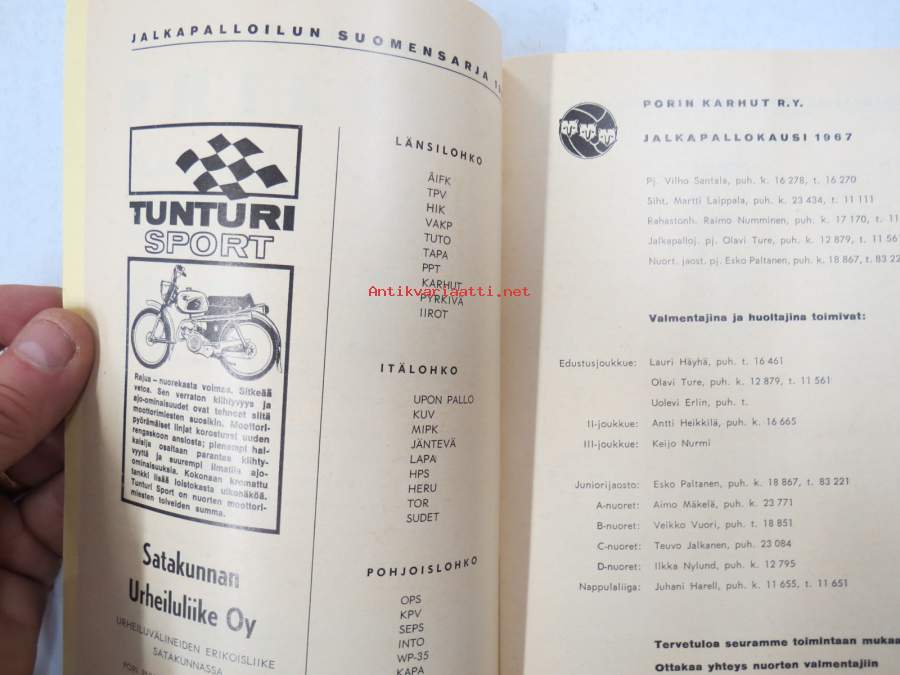 JALKAPALLOILUN SUOMENSARJA
TUNTURI
SPORT
Rajua – nuorekasta voimaa. Sitkeää
vetoa. Sen verraton kiihtyvyys ja
ajo-ominaisuudet ovat tehneet siitä
moottorimiesten suosikin. Moottori-
pyörämäiset linjat korostuvat uuden
rengaskoon ansiosta; pienempi hal-
kaisija osaltaan parantaa kiihty-
vyyttä ja suurempi ilmatila ajo-
ominaisuuksia. Kokonaan kromattu
tankki lisää loistokasta ulkonäköä.
Tunturi Sport on nuorten moottori-
miesten toiveiden summa.
Satakunnan
Urheiluliike Oy
URHEILUVÄLINEIDEN ERIKOISLIIKE
SATAKUNNASSA
PORI
LÄNSILOHKO
ÄIFK
TPV
HIK
VAKP
TUTO
TAPA
PPT
KARHUT
PYRKIVÄ
IIROT
ITÄLOHKO
UPON PALLO
KUV
MIPK
JÄNTEVÄ
LAPA
HPS
HERU
TOR
SUDET
POHJOISLOHKO
OPS
KPV
SEPS
INTO
WP-35
KAPA
Antikvariaatti.net
PORIN KARHUT R.Y.
JALKAPALLOKAUSI 1967
Pj. Vilho Santala, puh. k. 16 278, t. 16 270
Siht. Martti Laippala, puh. k. 23 434, t. 11 111
Rahastonh. Raimo Numminen, puh. k. 17 170, t. 11
Jalkapalloj. pj. Olavi Ture, puh. k. 12 879, t. 11 561
Nuort. jaost. pj. Esko Paltanen, puh. k. 18 867, t. 83 22
Valmentajina ja huoltajina toimivat:
Edustusjoukkue: Lauri Häyhä, puh. t. 16 461
Olavi Ture, puh. k. 12 879, t. 11 561
Uolevi Erlin, puh. t.
II-joukkue: Antti Heikkilä, puh. k. 16 665
III-joukkue: Keijo Nurmi
Juniorijaosto: Esko Paltanen, puh. k. 18 867, t. 83 221
A-nuoret: Aimo Mäkelä, puh. k. 23 771
B-nuoret: Veikko Vuori, puh. t. 18 851
C-nuoret: Teuvo Jalkanen, puh. 23 084
D-nuoret: Ilkka Nylund, puh. k. 12 795
Nappulaliiga: Juhani Harell, puh. k. 11 655, t. 11 651
Tervetuloa seuramme toimintaan mukaa
Ottakaa yhteys nuorten valmentajiin